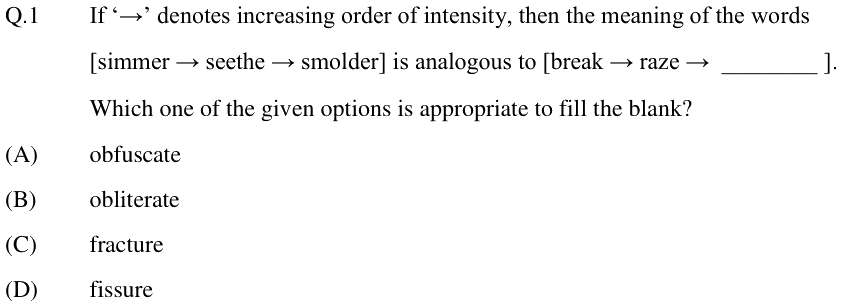 Q.1 If ‘→’ denotes increasing order of intensity, then the meaning of the words
[simmer → seethe → smolder] is analogous to [break → raze → ________ ].
Which one of the given options is appropriate to fill the blank?
(A) obfuscate
(B) obliterate
(C) fracture
(D) fissure